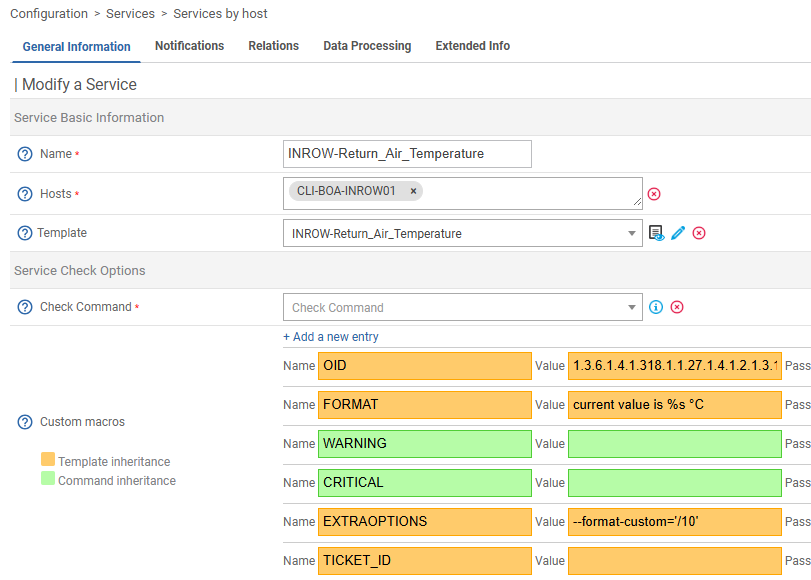 Configuration > Services > Services by host
General Information Notifications Relations Data Processing Extended Info
| Modify a Service
Service Basic Information
Name * INROW-Return_Air_Temperature
Hosts * CLI-BOA-INROW01 ×
Template INROW-Return_Air_Temperature
Service Check Options
Check Command * Check Command
+ Add a new entry
Name OID Value 1.3.6.1.4.1.318.1.1.27.1.4.1.2.1.3.1 Pass
Name FORMAT Value current value is %s °C Pass
Custom macros
Name WARNING Value Pass
Template inheritance
Command inheritance
Name CRITICAL Value Pass
Name EXTRAOPTIONS Value --format-custom='/10' Pass
Name TICKET_ID Value Pass